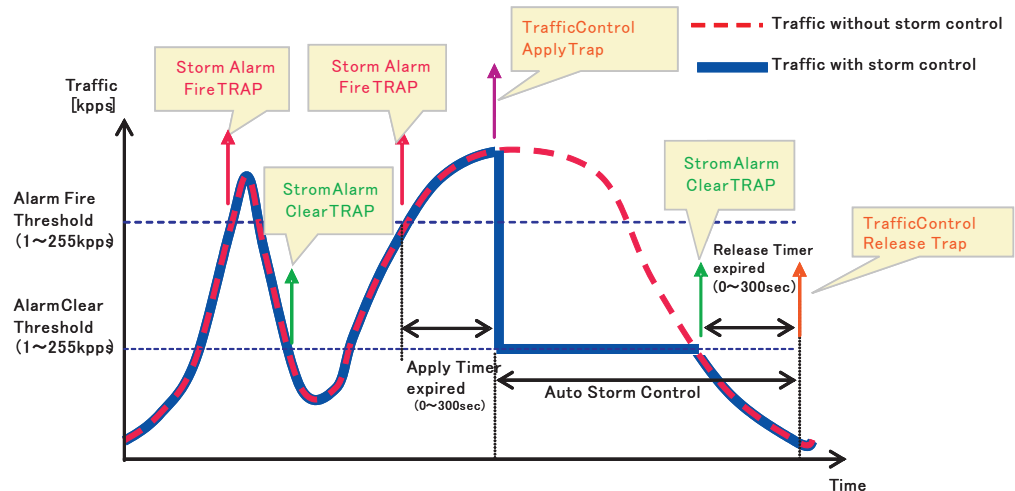 Traffic without storm control
Traffic with storm control
TrafficControl
ApplyTrap
Storm Alarm
FireTRAP
Storm Alarm
FireTRAP
Traffic
[kpps]
StromAlarm
ClearTRAP
StromAlarm
ClearTRAP
Alarm Fire
Threshold
(1～255kpps)
TrafficControl
Release Trap
Release Timer
expired
(0～300sec)
AlarmClear
Threshold
(1～255kpps)
Apply Timer
expired
(0～300sec)
Auto Storm Control
Time